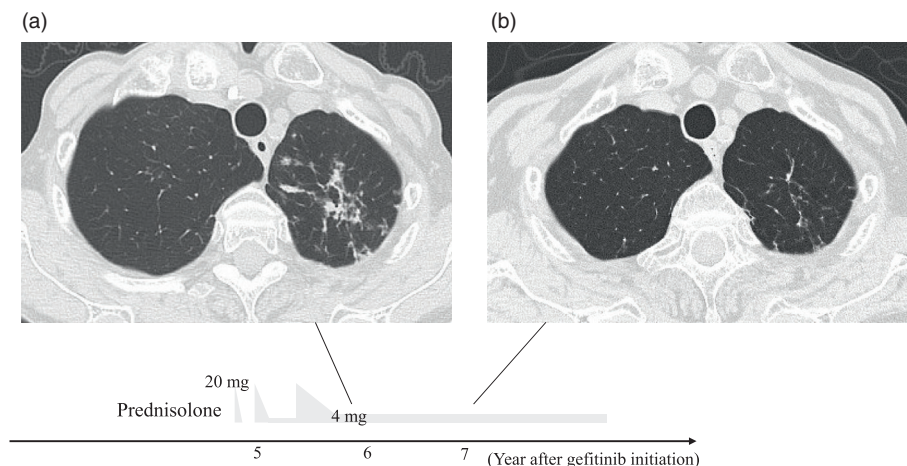 (a)
(b)
20 mg
Prednisolone
4 mg
5
6
7
(Year after gefitinib initiation)